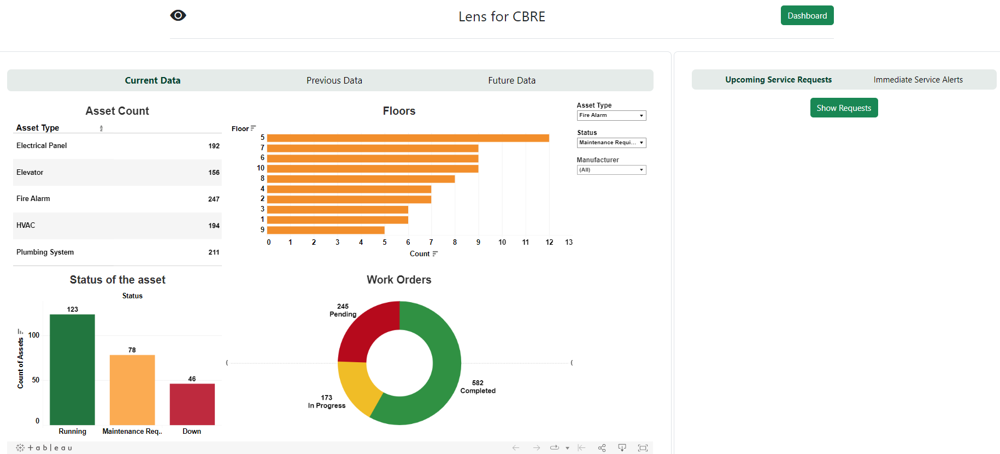 Lens for CBRE
Dashboard
Current Data
Previous Data
Future Data
Upcoming Service Requests
Immediate Service Alerts
Show Requests
Asset Count
Asset Type
Electrical Panel 192
Elevator 156
Fire Alarm 247
HVAC 194
Plumbing System 211
Floors
Floor
5
7
6
10
8
4
2
3
1
9
0 1 2 3 4 5 6 7 8 9 10 11 12 13
Count
Asset Type
Fire Alarm
Status
Maintenance Requi...
Manufacturer
(All)
Status of the asset
Status
Count of Assets
100
50
0
123
78
46
Running
Maintenance Req..
Down
Work Orders
245
Pending
173
In Progress
582
Completed
(
(
+ableau